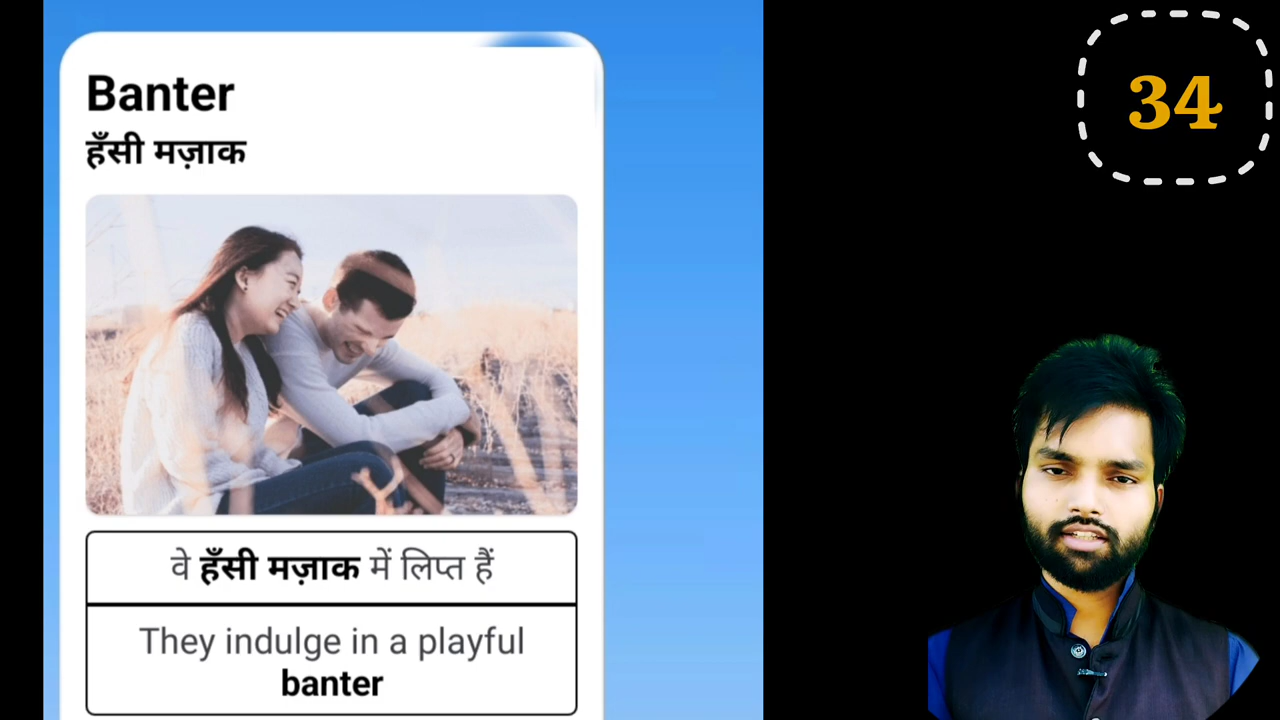 Banter
हँसी मज़ाक
34
वे हँसी मज़ाक में लिप्त हैं
They indulge in a playful
banter